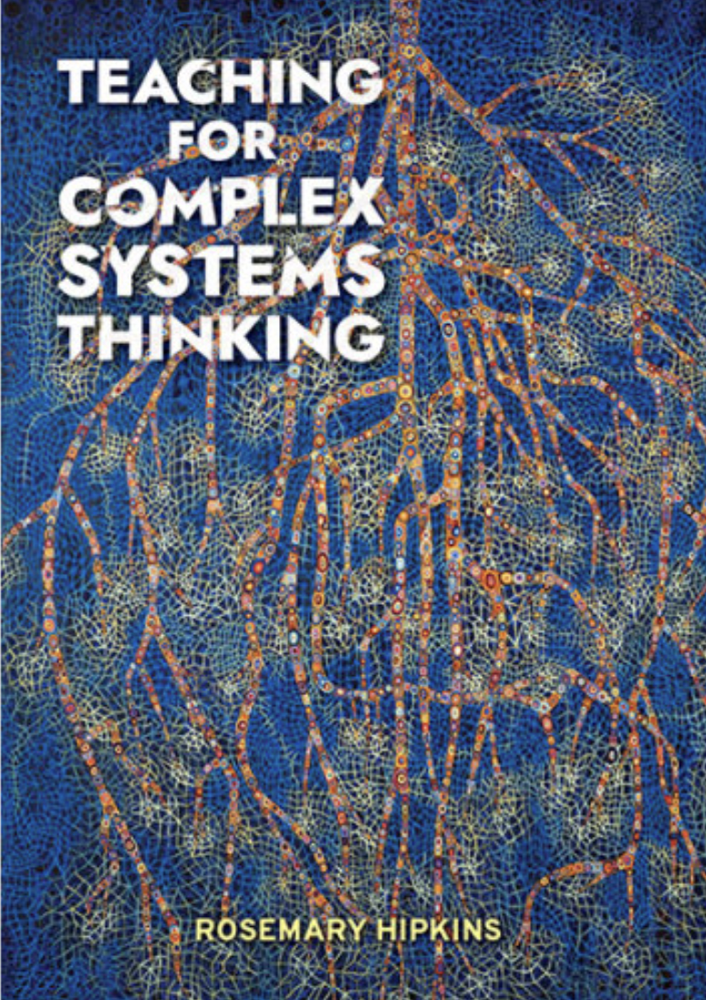 TEACHING
FOR
COMPLEX
SYSTEMS
THINKING
ROSEMARY HIPKINS